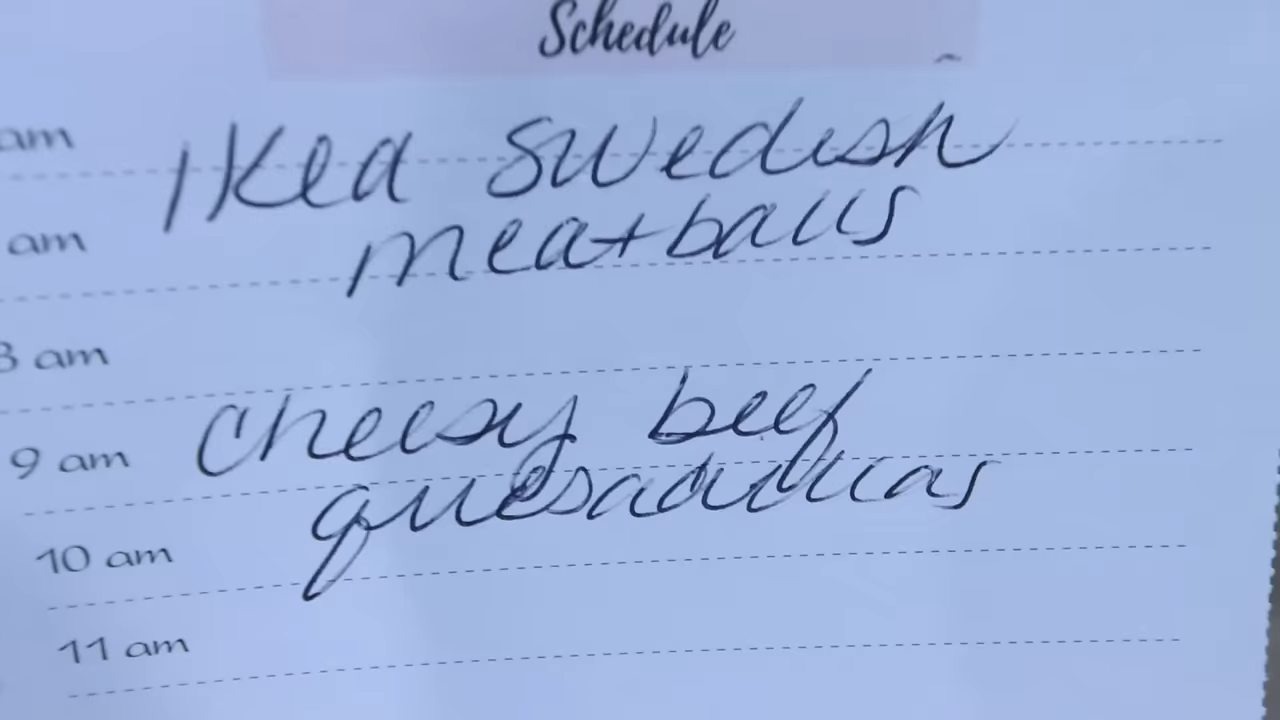 Schedule
am
IKea Swedish
am
meatballs
8 am
Cheesy beef
9 am
quesadillas
10 am
11 am